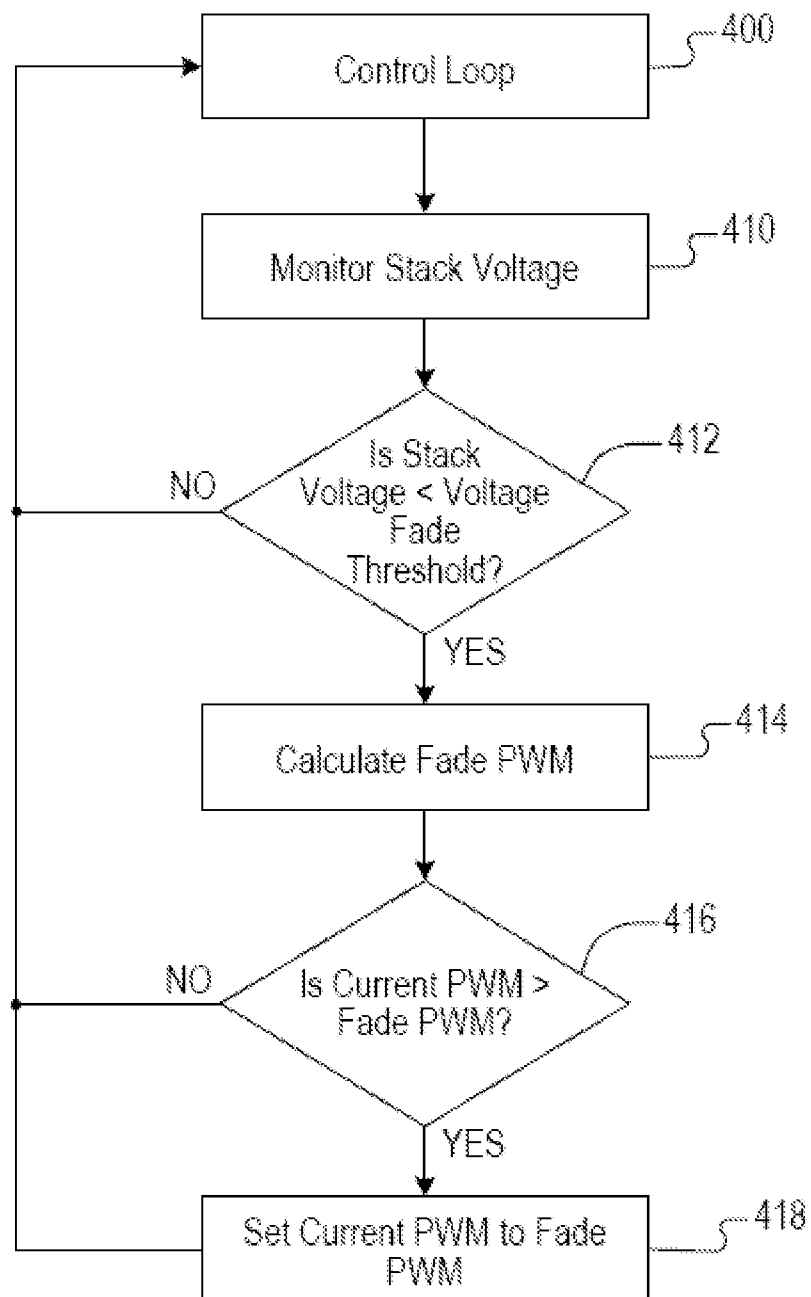 400
Control Loop
410
Monitor Stack Voltage
412
Is Stack
Voltage < Voltage
Fade
Threshold?
NO
YES
414
Calculate Fade PWM
416
NO
Is Current PWM >
Fade PWM?
YES
418
Set Current PWM to Fade
PWM